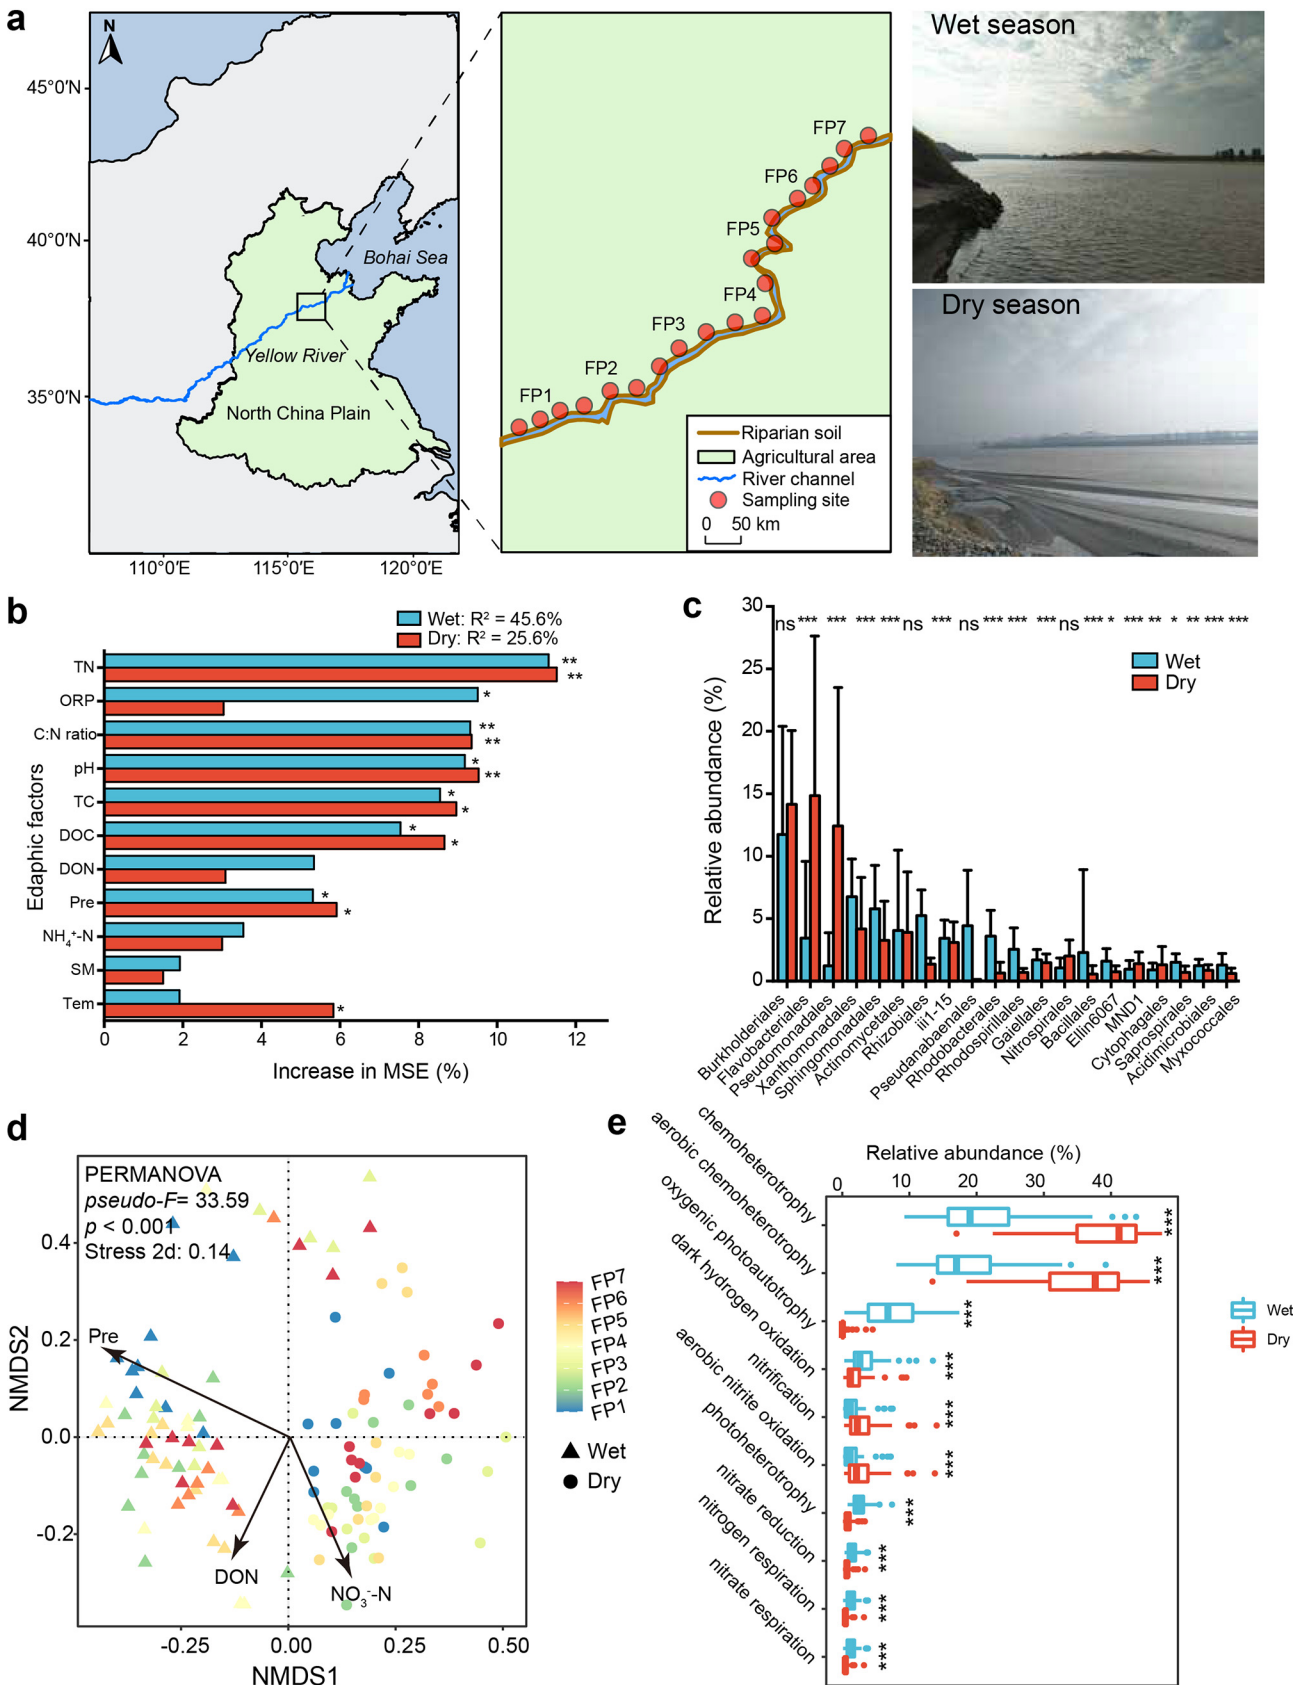 a
N
45°0′N
40°0′N
35°0′N
110°0′E
115°0′E
120°0′E
Bohai Sea
Yellow River
North China Plain
FP7
FP6
FP5
FP4
FP3
FP2
FP1
Riparian soil
Agricultural area
River channel
Sampling site
0 50 km
Wet season
Dry season
b
Wet: R² = 45.6%
Dry: R² = 25.6%
Edaphic factors
TN
**
**
ORP
*
C:N ratio
**
**
pH
*
**
TC
*
*
DOC
*
*
DON
Pre
*
*
NH₄⁺-N
SM
Tem
*
0 2 4 6 8 10 12
Increase in MSE (%)
c
Relative abundance (%)
30
25
20
15
10
5
0
ns *** *** *** *** ns *** ns *** *** *** ns *** * *** ** * ** *** ***
Wet
Dry
Burkholderiales
Flavobacteriales
Pseudomonadales
Xanthomonadales
Sphingomonadales
Actinomycetales
Rhizobiales
iii1-15
Pseudanabaenales
Rhodobacterales
Rhodospirillales
Gaiellales
Nitrospirales
Bacillales
Ellin6067
MND1
Cytophagales
Saprospirales
Acidimicrobiales
Myxococcales
d
PERMANOVA
pseudo-F= 33.59
p < 0.001
Stress 2d: 0.14
NMDS2
0.4
0.2
0.0
-0.2
Pre
DON
NO₃⁻-N
-0.25 0.00 0.25 0.50
NMDS1
FP7
FP6
FP5
FP4
FP3
FP2
FP1
Wet
Dry
e
Relative abundance (%)
0 10 20 30 40
chemoheterotrophy
aerobic chemoheterotrophy
oxygenic photoautotrophy
dark hydrogen oxidation
nitrification
aerobic nitrite oxidation
photoheterotrophy
nitrate reduction
nitrogen respiration
nitrate respiration
***
***
***
***
***
***
***
***
***
***
Wet
Dry